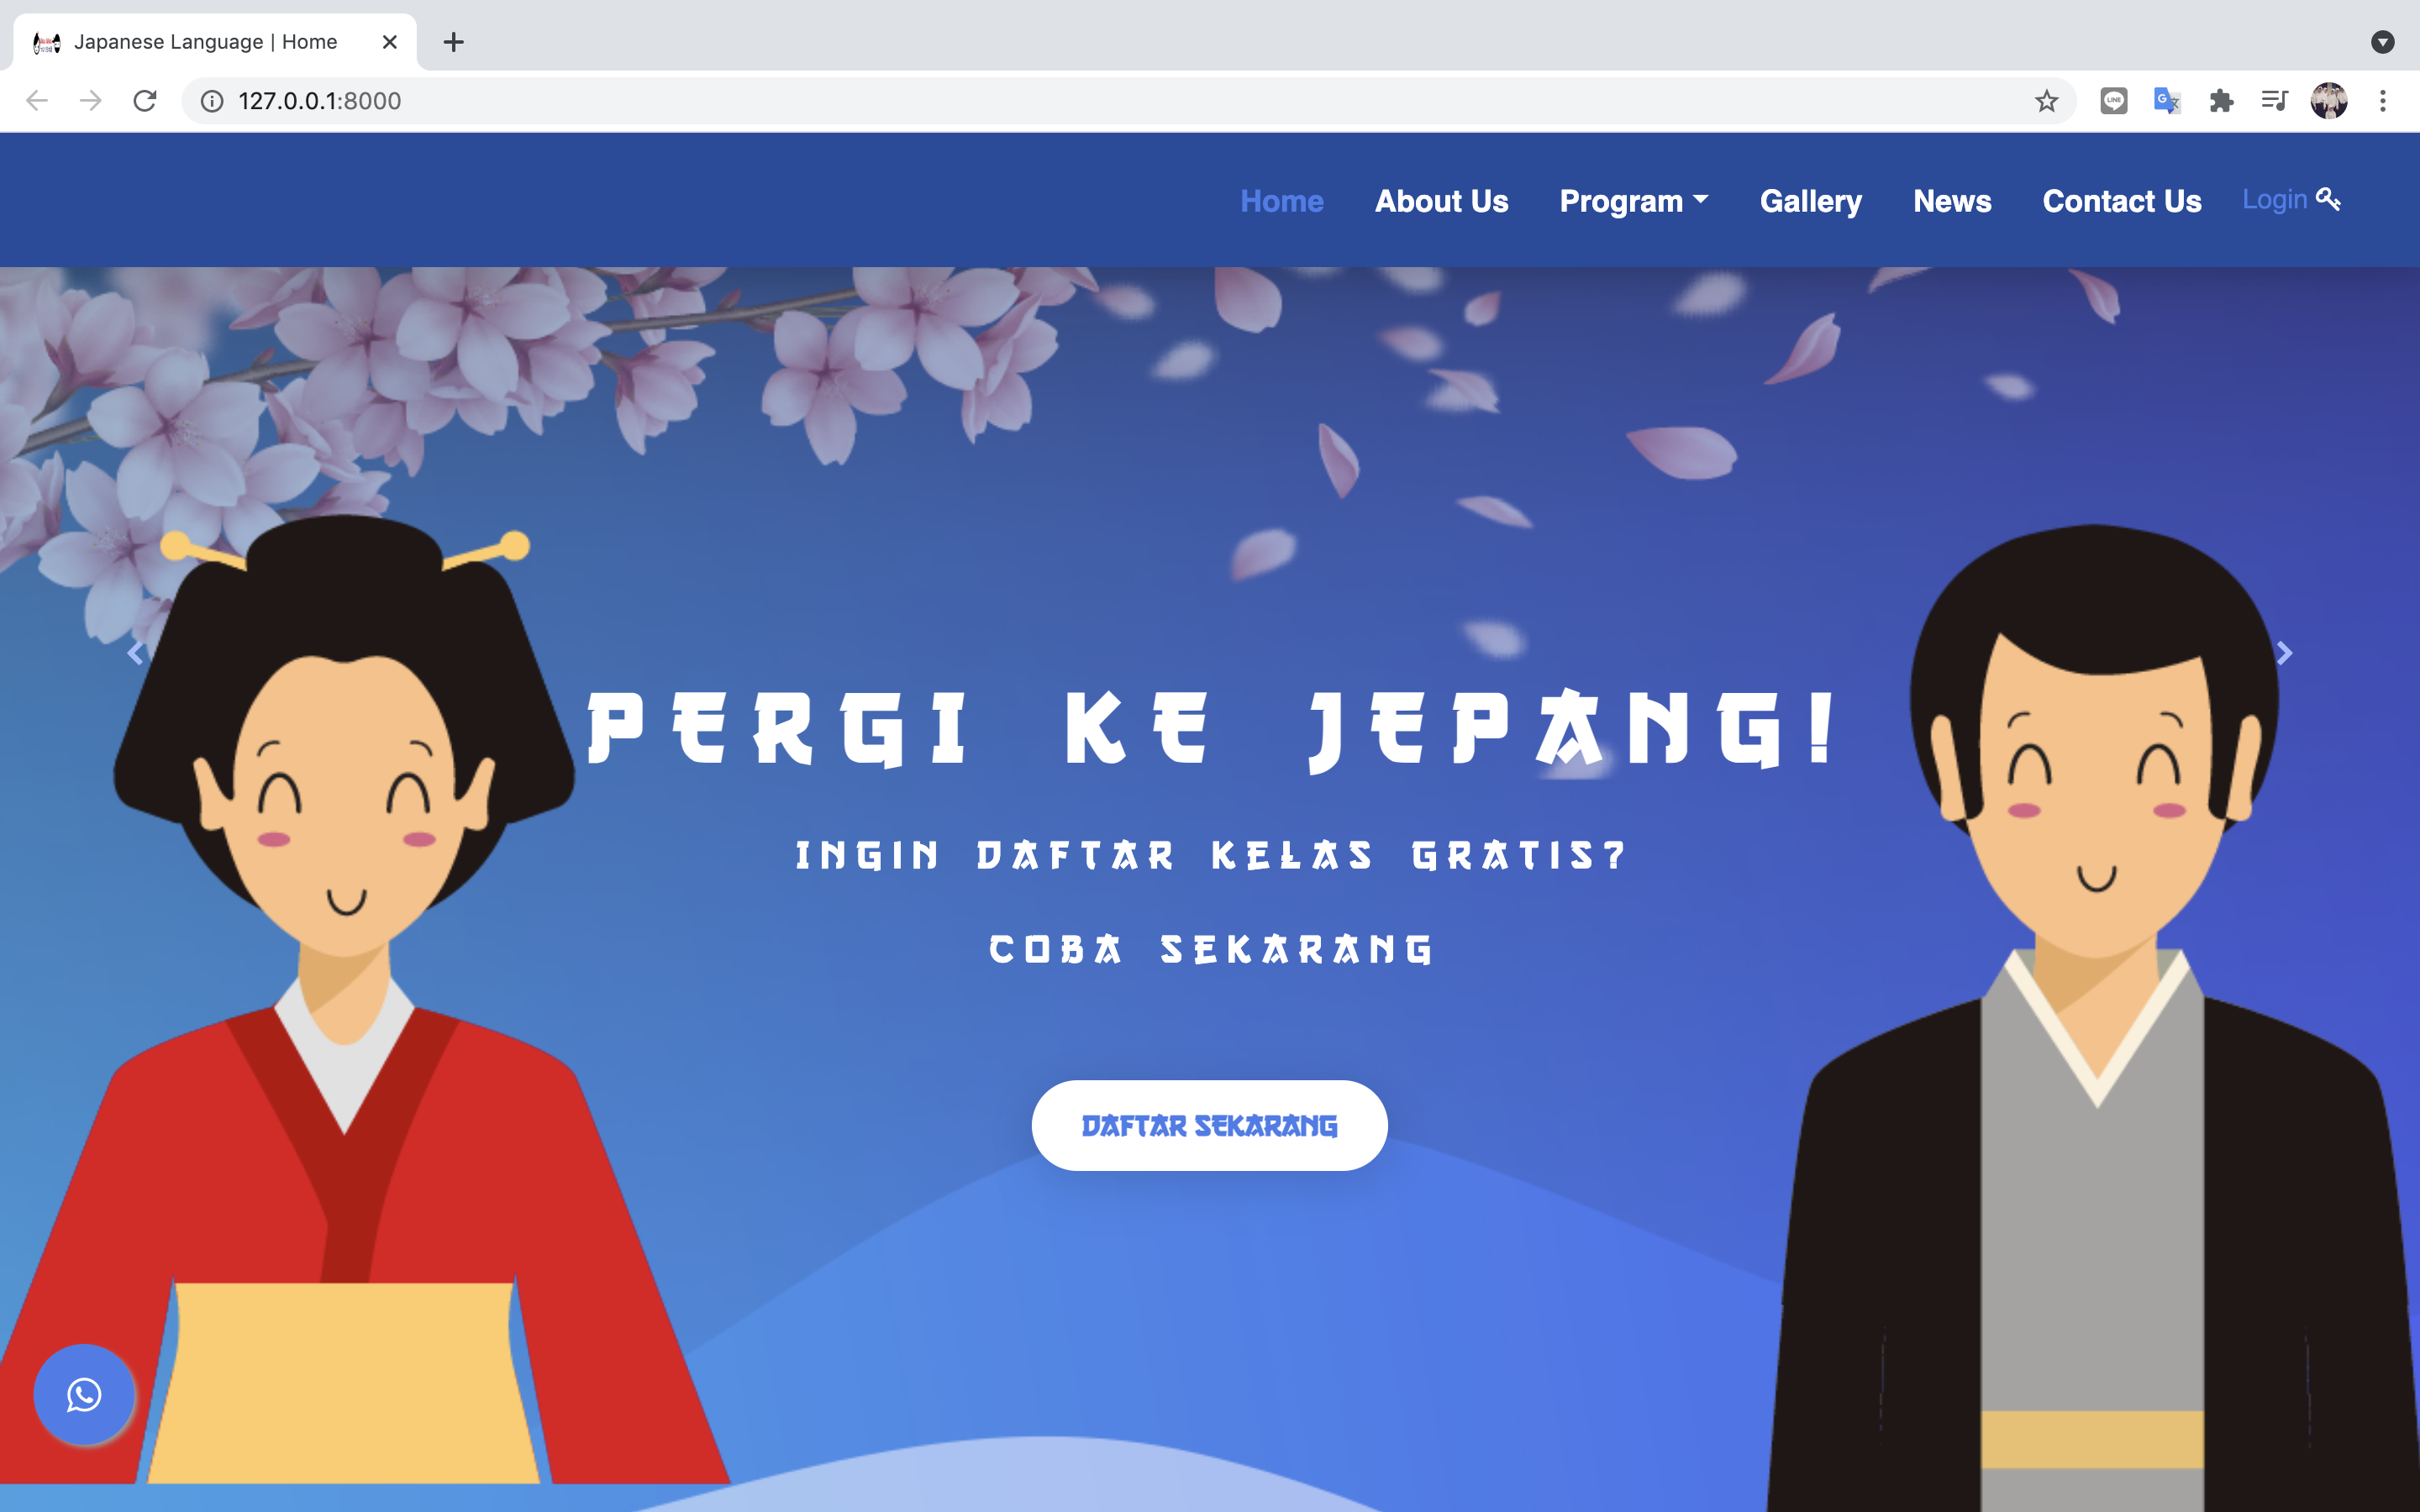 Japanese Language | Home
127.0.0.1:8000
LINE
Home About Us Program Gallery News Contact Us Login
PERGI KE JEPANG!
INGIN DAFTAR KELAS GRATIS?
COBA SEKARANG
DAFTAR SEKARANG